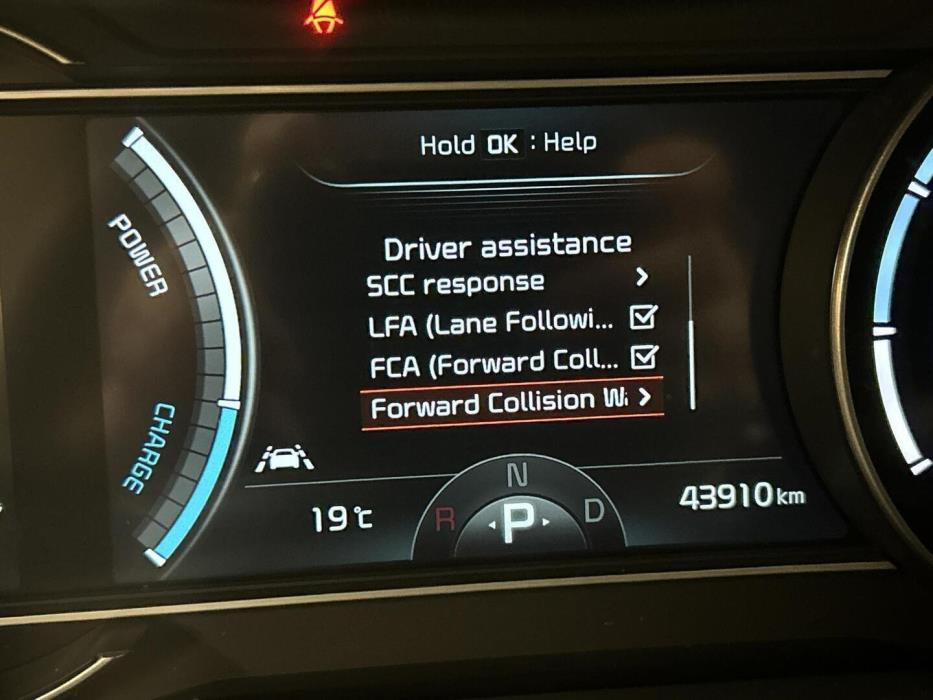 Hold OK : Help
Driver assistance
SCC response
LFA (Lane Followi...
FCA (Forward Coll...
Forward Collision Wa
POWER
CHARGE
N
R
P
D
19℃
43910km